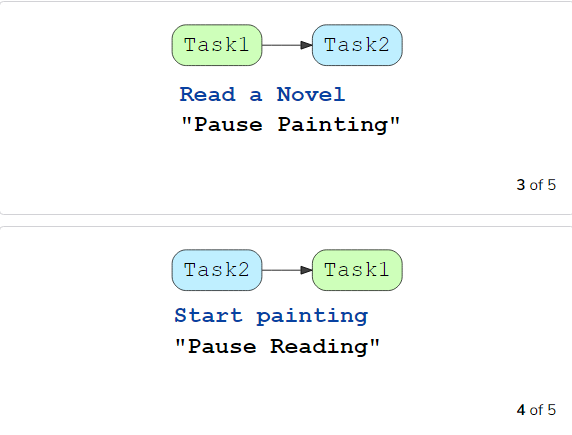 Task1 Task2
Read a Novel
"Pause Painting"
3 of 5
Task2 Task1
Start painting
"Pause Reading"
4 of 5